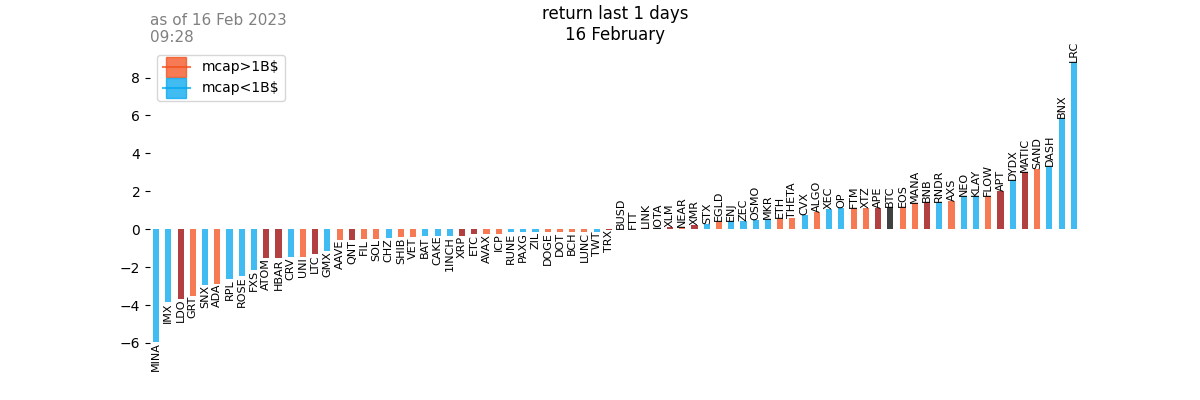 as of 16 Feb 2023
09:28
return last 1 days
16 February
mcap>1B$
mcap<1B$
8
6
4
2
0
−2
−4
−6
MINA
IMX
LDO
GRT
SNX
ADA
RPL
ROSE
FXS
ATOM
HBAR
CRV
UNI
LTC
GMX
AAVE
QNT
FIL
SOL
CHZ
SHIB
VET
BAT
CAKE
1INCH
XRP
ETC
AVAX
ICP
RUNE
PAXG
ZIL
DOGE
DOT
BCH
LUNC
TWT
TRX
BUSD
FTT
LINK
IOTA
XLM
NEAR
XMR
STX
EGLD
ENJ
ZEC
OSMO
MKR
ETH
THETA
CVX
ALGO
XEC
OP
FTM
XTZ
APE
BTC
EOS
MANA
BNB
RNDR
AXS
NEO
KLAY
FLOW
APT
DYDX
MATIC
SAND
DASH
BNX
LRC